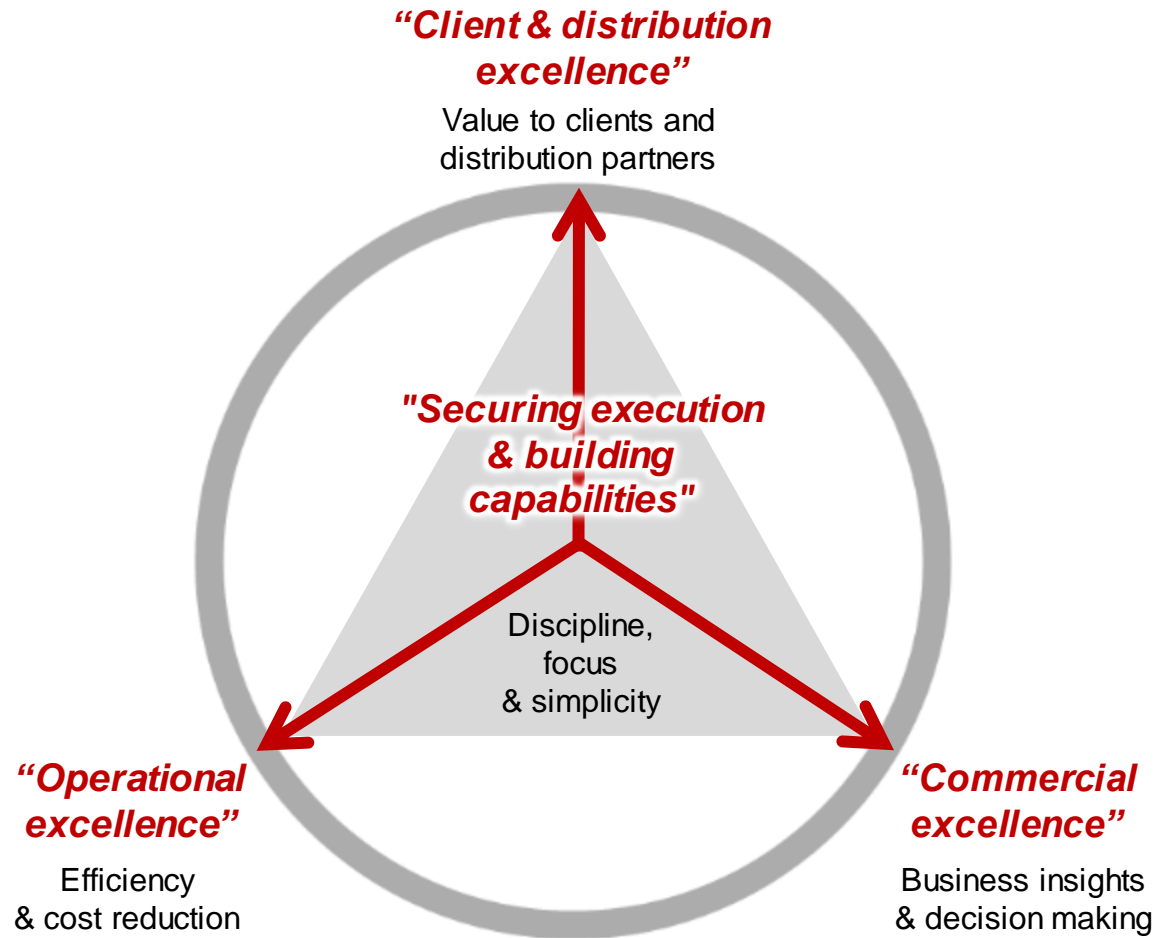 “Client & distribution
excellence”
Value to clients and
distribution partners
"Securing execution
& building
capabilities"
Discipline,
focus
& simplicity
“Operational
excellence”
Efficiency
& cost reduction
“Commercial
excellence”
Business insights
& decision making